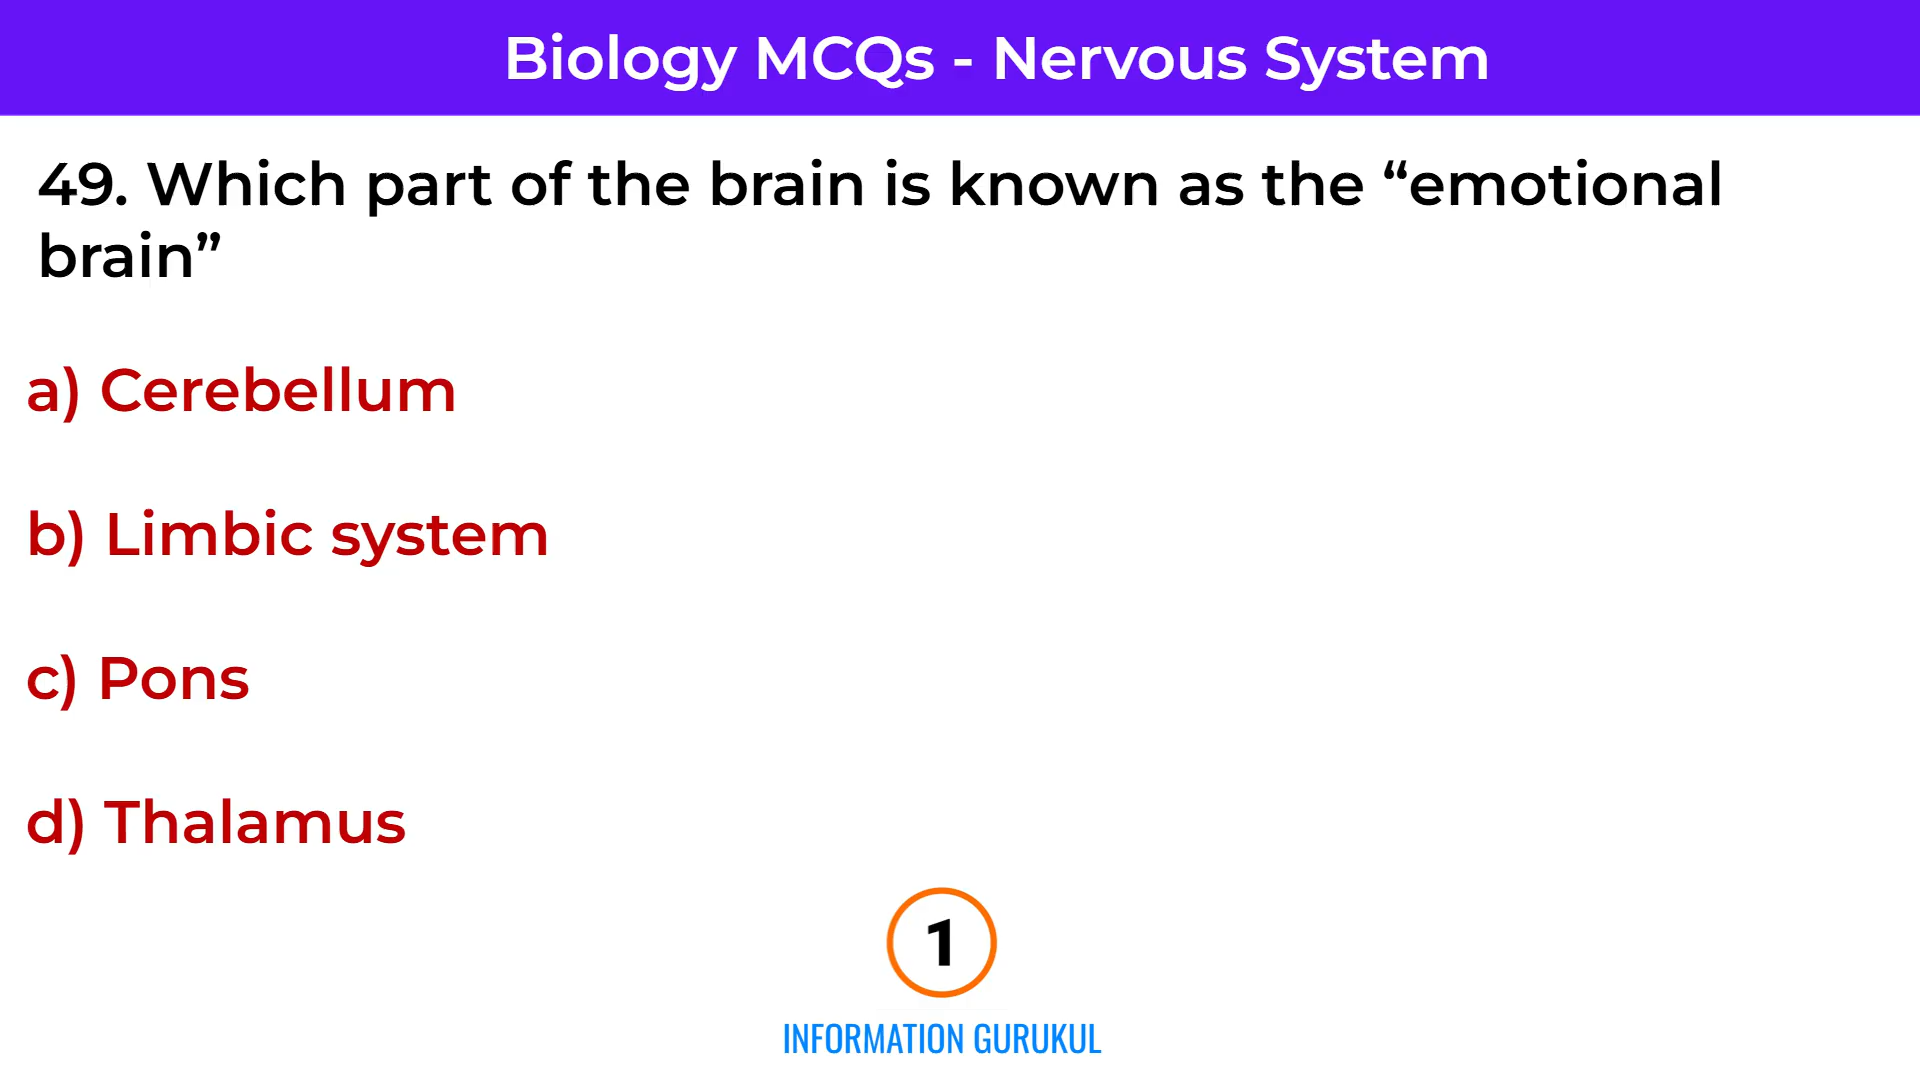 Biology MCQs - Nervous System
49. Which part of the brain is known as the “emotional
brain”
a) Cerebellum
b) Limbic system
c) Pons
d) Thalamus
1
INFORMATION GURUKUL